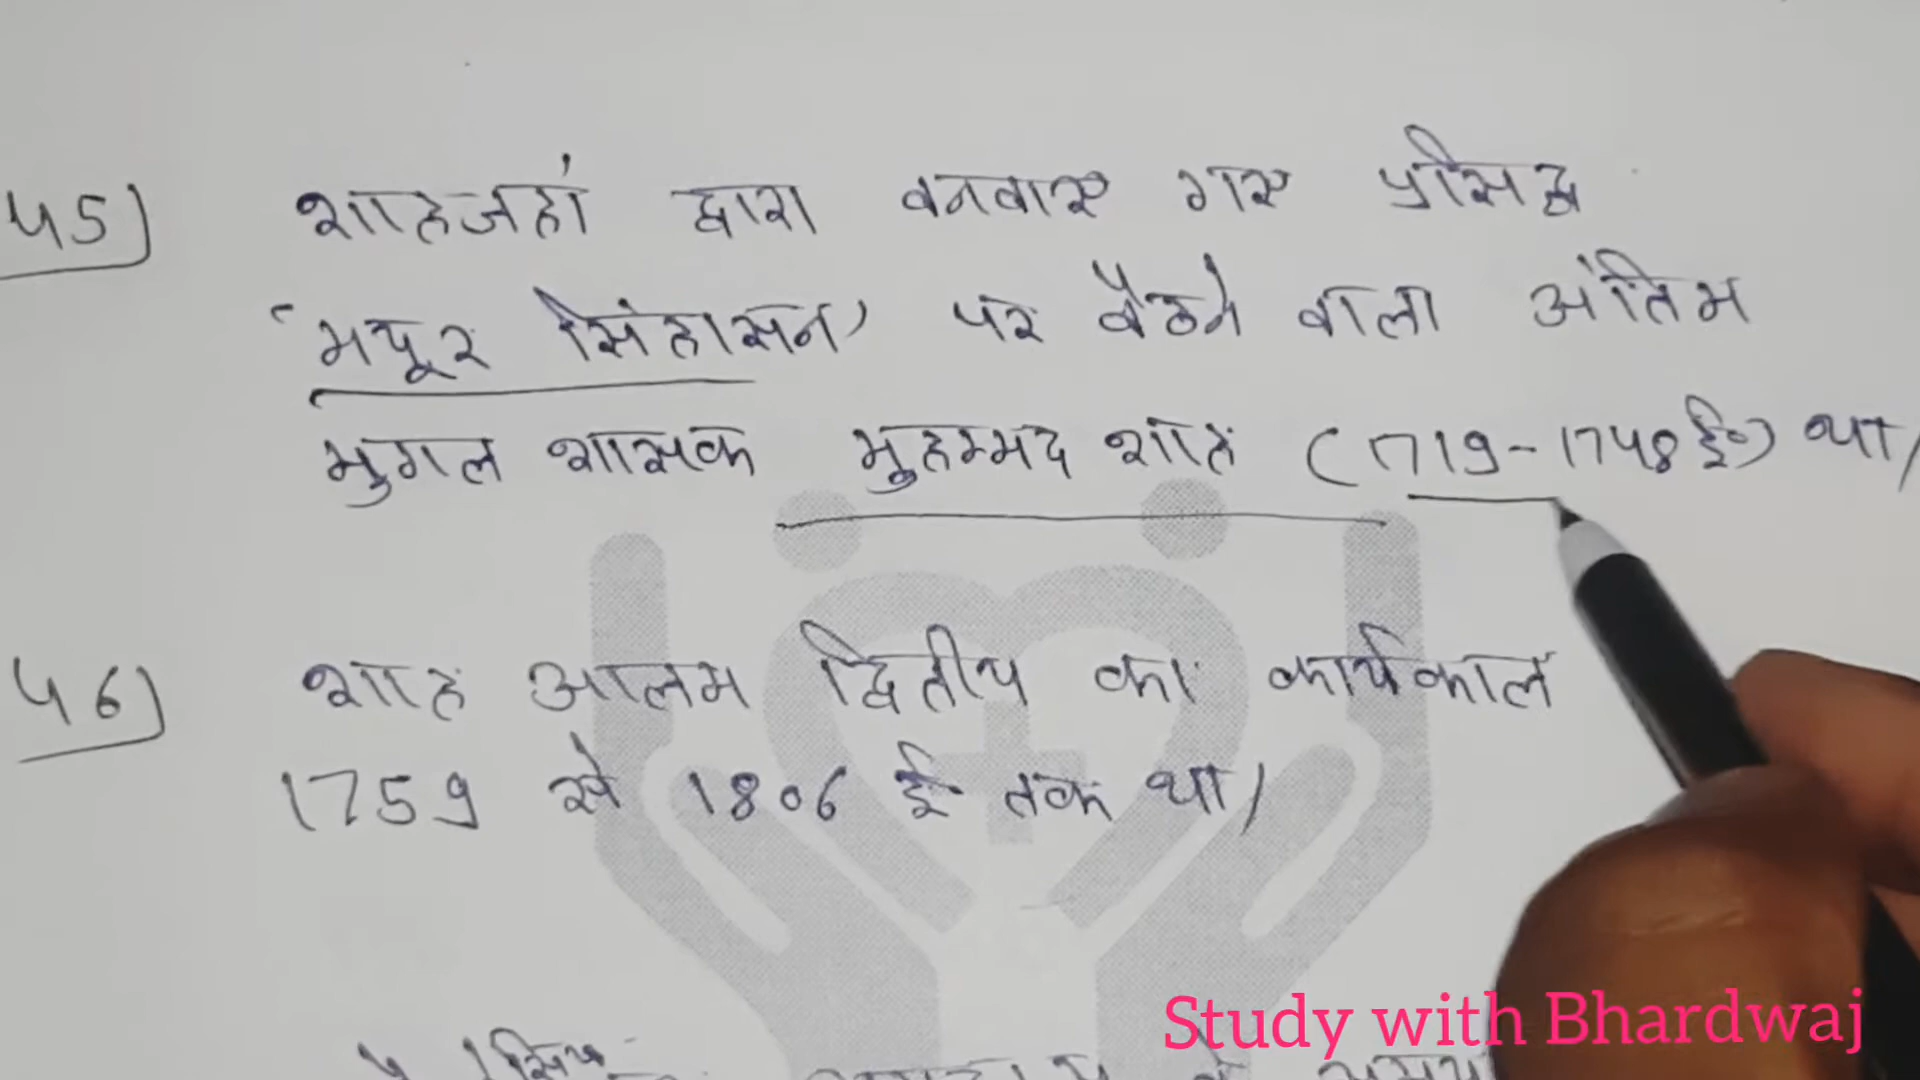 45) शाहजहां द्वारा बनवाए गए प्रसिद्ध
'मयूर सिंहासन' पर बैठने वाला अंतिम
मुगल शासक मुहम्मद शाह (1719-1748 ई०) था/
46) शाह आलम द्वितीय का कार्यकाल
1759 से 1806 ई० तक था/
Study with Bhardwaj